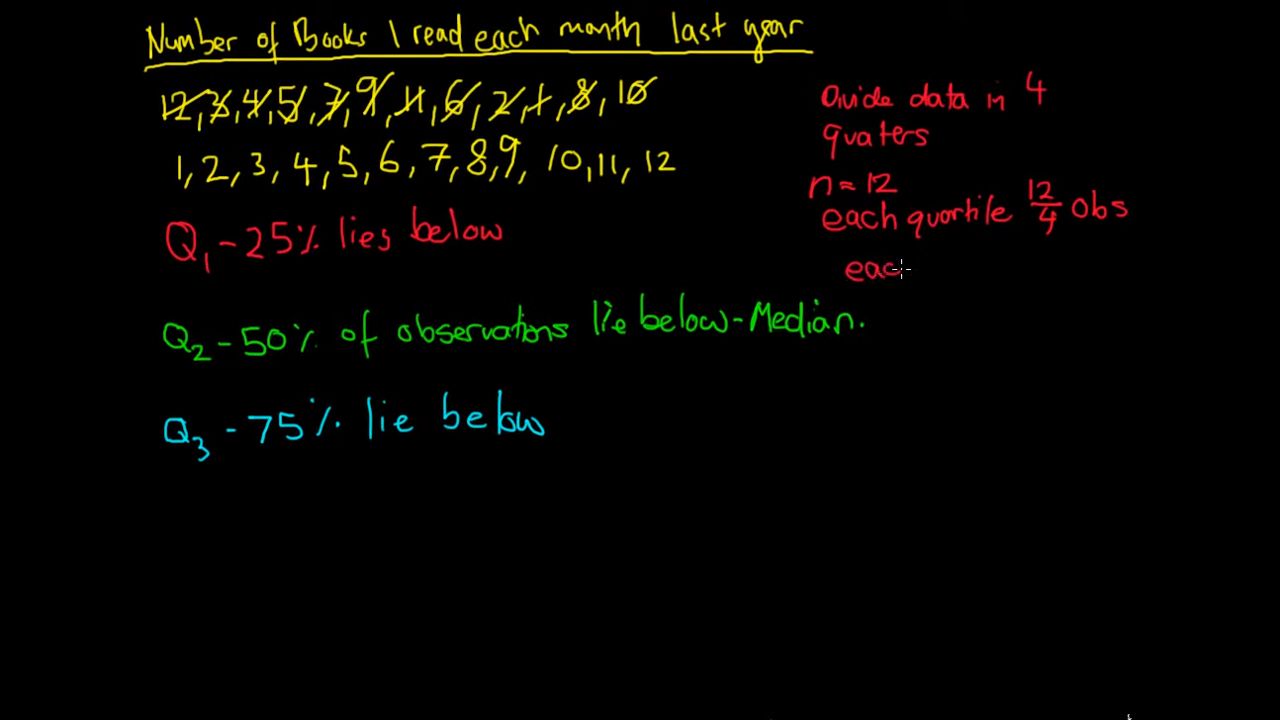 Number of Books I read each month last year
12, 3, 4, 5, 7, 9, 11, 6, 2, 1, 8, 10
1, 2, 3, 4, 5, 6, 7, 8, 9, 10, 11, 12
Q1 - 25% lies below
Q2 - 50% of observations lie below - Median.
Q3 - 75% lie below
Divide data in 4
quaters
n = 12
each quartile 12/4 obs
eac